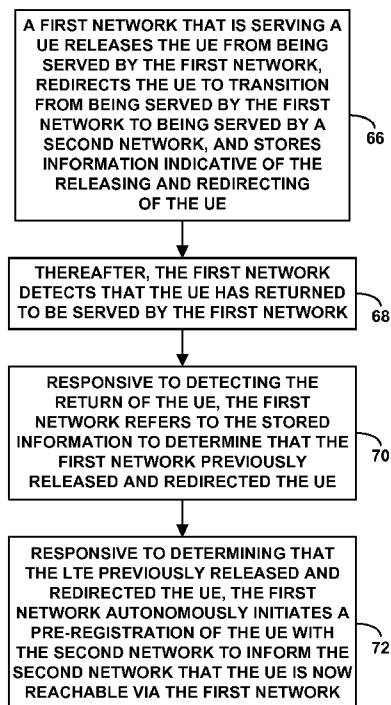 A FIRST NETWORK THAT IS SERVING A
UE RELEASES THE UE FROM BEING
SERVED BY THE FIRST NETWORK,
REDIRECTS THE UE TO TRANSITION
FROM BEING SERVED BY THE FIRST
NETWORK TO BEING SERVED BY A
SECOND NETWORK, AND STORES
INFORMATION INDICATIVE OF THE
RELEASING AND REDIRECTING
OF THE UE
66
THEREAFTER, THE FIRST NETWORK
DETECTS THAT THE UE HAS RETURNED
TO BE SERVED BY THE FIRST NETWORK
68
RESPONSIVE TO DETECTING THE
RETURN OF THE UE, THE FIRST
NETWORK REFERS TO THE STORED
INFORMATION TO DETERMINE THAT THE
FIRST NETWORK PREVIOUSLY
RELEASED AND REDIRECTED THE UE
70
RESPONSIVE TO DETERMINING THAT
THE LTE PREVIOUSLY RELEASED AND
REDIRECTED THE UE, THE FIRST
NETWORK AUTONOMOUSLY INITIATES A
PRE-REGISTRATION OF THE UE WITH
THE SECOND NETWORK TO INFORM THE
SECOND NETWORK THAT THE UE IS NOW
REACHABLE VIA THE FIRST NETWORK
72